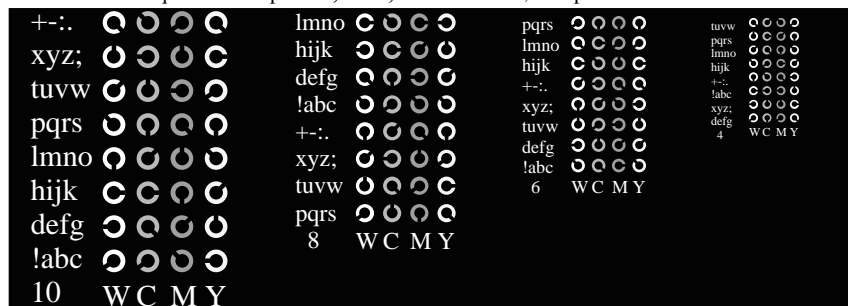 +-:.
xyz;
tuvw
pqrs
lmno
hijk
defg
!abc
10 W C M Y
lmno
hijk
defg
!abc
+-:.
xyz;
tuvw
pqrs
8 W C M Y
pqrs
lmno
hijk
+-:.
xyz;
tuvw
defg
!abc
6 W C M Y
tuvw
pqrs
lmno
hijk
+-:.
!abc
xyz;
defg
4 W C M Y